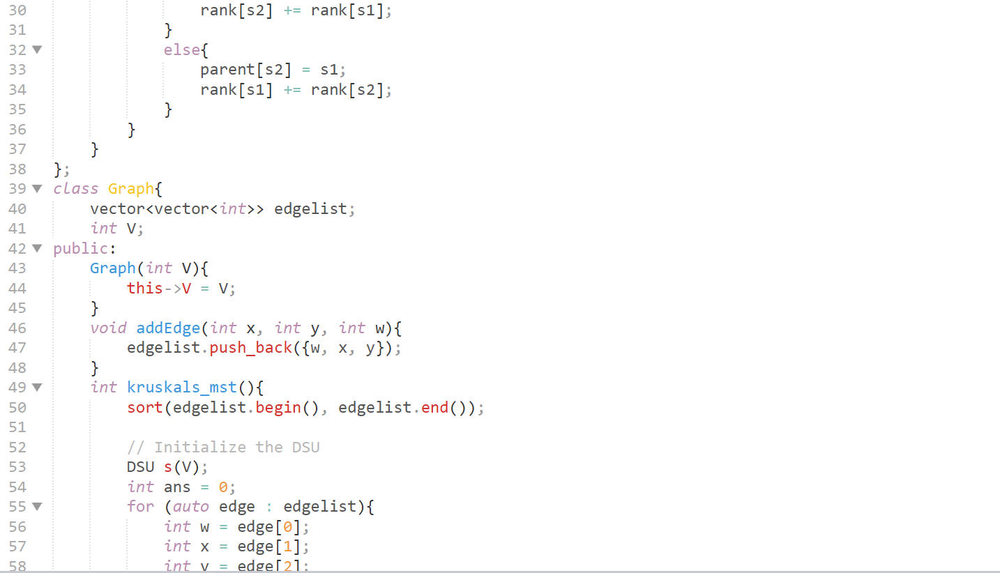 30                 rank[s2] += rank[s1];
31             }
32             else{
33                 parent[s2] = s1;
34                 rank[s1] += rank[s2];
35             }
36         }
37     }
38 };
39 class Graph{
40     vector<vector<int>> edgelist;
41     int V;
42 public:
43     Graph(int V){
44         this->V = V;
45     }
46     void addEdge(int x, int y, int w){
47         edgelist.push_back({w, x, y});
48     }
49     int kruskals_mst(){
50         sort(edgelist.begin(), edgelist.end());
51
52         // Initialize the DSU
53         DSU s(V);
54         int ans = 0;
55         for (auto edge : edgelist){
56             int w = edge[0];
57             int x = edge[1];
58             int y = edge[2];